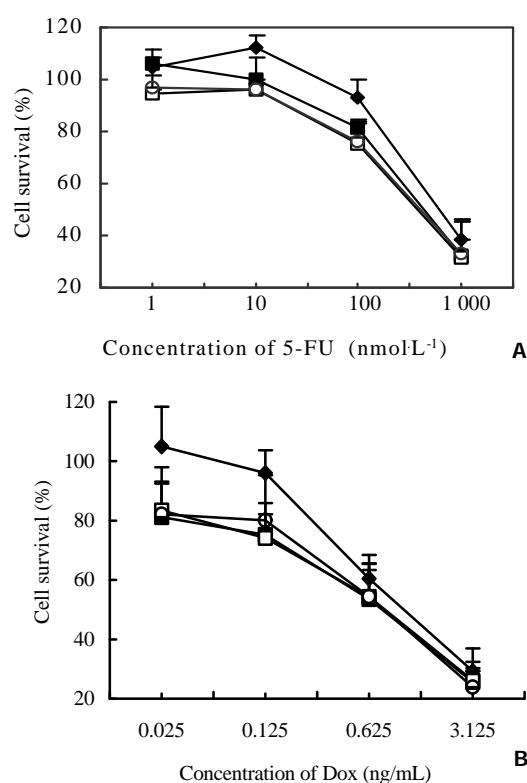 120
100
80
60
40
20
Cell survival (%)
1 10 100 1 000
Concentration of 5-FU (nmol·L⁻¹)
A
120
100
80
60
40
20
Cell survival (%)
0.025 0.125 0.625 3.125
Concentration of Dox (ng/mL)
B